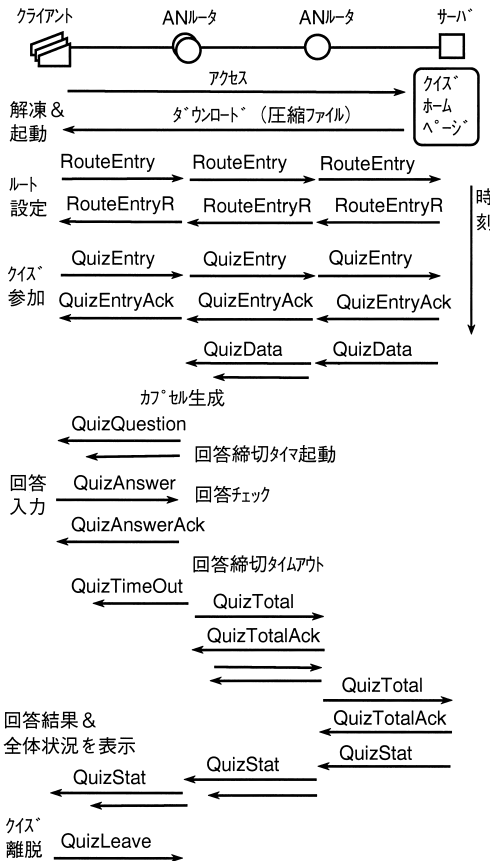 クライアント ANルータ ANルータ サーバ
アクセス
クイズ
ホーム
ページ
解凍&
起動
ダウンロード（圧縮ファイル）
RouteEntry RouteEntry RouteEntry
ルート
設定
RouteEntryR RouteEntryR RouteEntryR
時
刻
QuizEntry QuizEntry QuizEntry
クイズ
参加
QuizEntryAck QuizEntryAck QuizEntryAck
QuizData QuizData
カプセル生成
QuizQuestion
回答締切タイマ起動
回答
入力
QuizAnswer
回答チェック
QuizAnswerAck
回答締切タイムアウト
QuizTimeOut
QuizTotal
QuizTotalAck
QuizTotal
QuizTotalAck
回答結果&
全体状況を表示
QuizStat
QuizStat
QuizStat
クイズ
離脱
QuizLeave